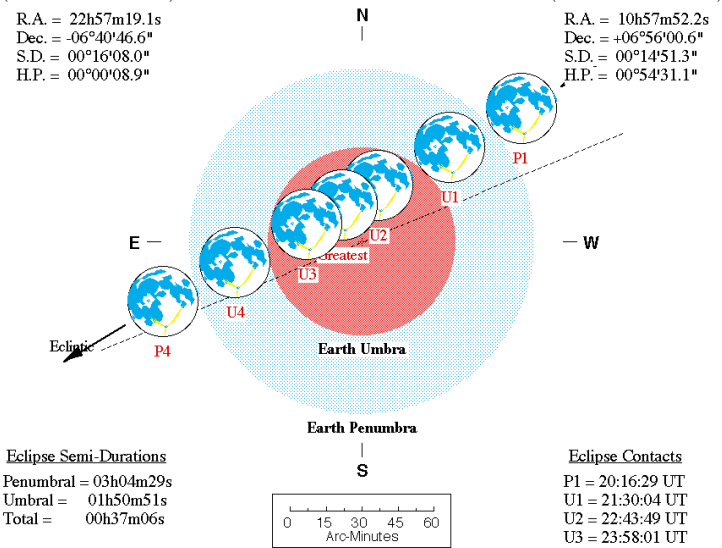 R.A. = 22h57m19.1s
Dec. = -06°40'46.6"
S.D. = 00°16'08.0"
H.P. = 00°00'08.9"
N
R.A. = 10h57m52.2s
Dec. = +06°56'00.6"
S.D. = 00°14'51.3"
H.P. = 00°54'31.1"
P1
U1
E
U2
W
Greatest
U3
U4
Ecliptic
P4
Earth Umbra
Earth Penumbra
S
Eclipse Semi-Durations
Penumbral = 03h04m29s
Umbral = 01h50m51s
Total = 00h37m06s
0 15 30 45 60
Arc-Minutes
Eclipse Contacts
P1 = 20:16:29 UT
U1 = 21:30:04 UT
U2 = 22:43:49 UT
U3 = 23:58:01 UT